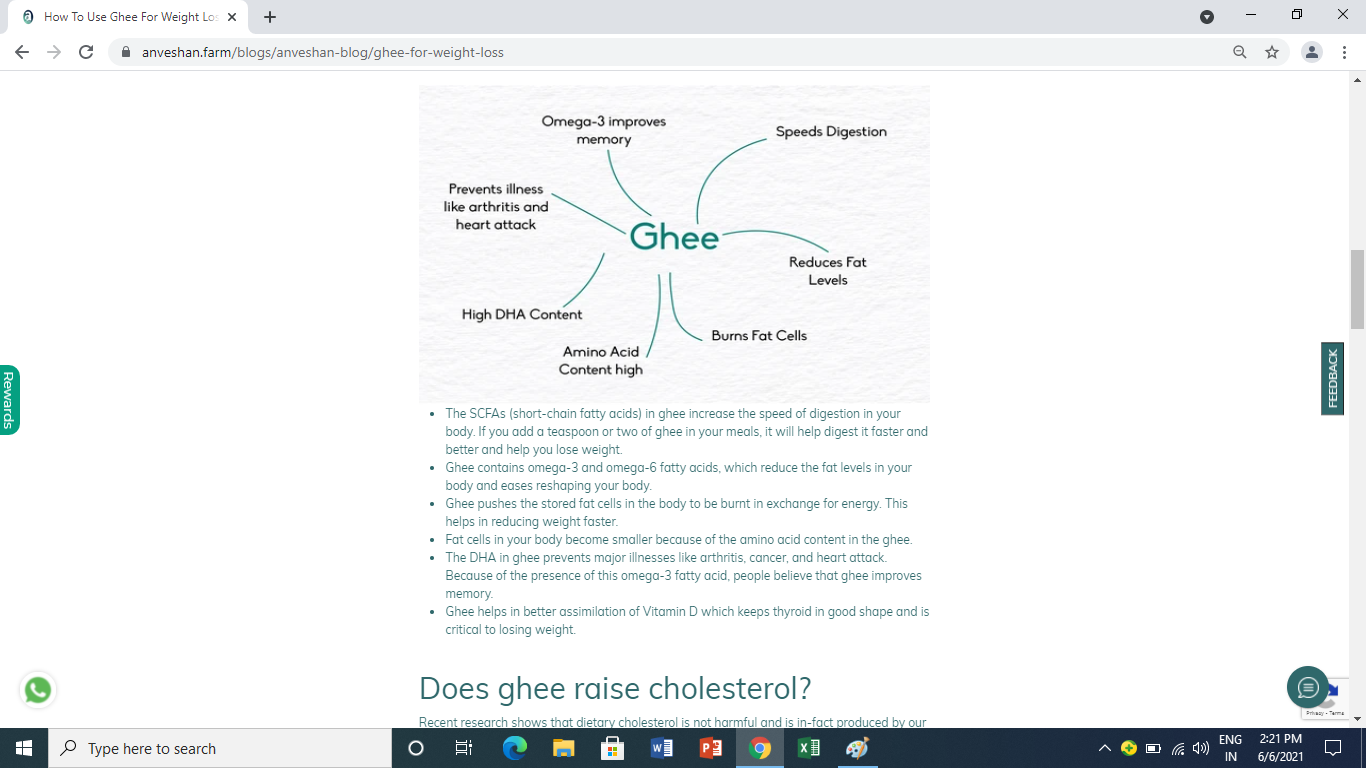 How To Use Ghee For Weight Los
anveshan.farm/blogs/anveshan-blog/ghee-for-weight-loss
Omega-3 improves
memory
Speeds Digestion
Prevents illness
like arthritis and
heart attack
Ghee
Reduces Fat
Levels
High DHA Content
Burns Fat Cells
Amino Acid
Content high
Rewards
FEEDBACK
The SCFAs (short-chain fatty acids) in ghee increase the speed of digestion in your
body. If you add a teaspoon or two of ghee in your meals, it will help digest it faster and
better and help you lose weight.
Ghee contains omega-3 and omega-6 fatty acids, which reduce the fat levels in your
body and eases reshaping your body.
Ghee pushes the stored fat cells in the body to be burnt in exchange for energy. This
helps in reducing weight faster.
Fat cells in your body become smaller because of the amino acid content in the ghee.
The DHA in ghee prevents major illnesses like arthritis, cancer, and heart attack.
Because of the presence of this omega-3 fatty acid, people believe that ghee improves
memory.
Ghee helps in better assimilation of Vitamin D which keeps thyroid in good shape and is
critical to losing weight.
Does ghee raise cholesterol?
Recent research shows that dietary cholesterol is not harmful and is in-fact produced by our
Privacy - Terms
Type here to search
ENG
IN
2:21 PM
6/6/2021